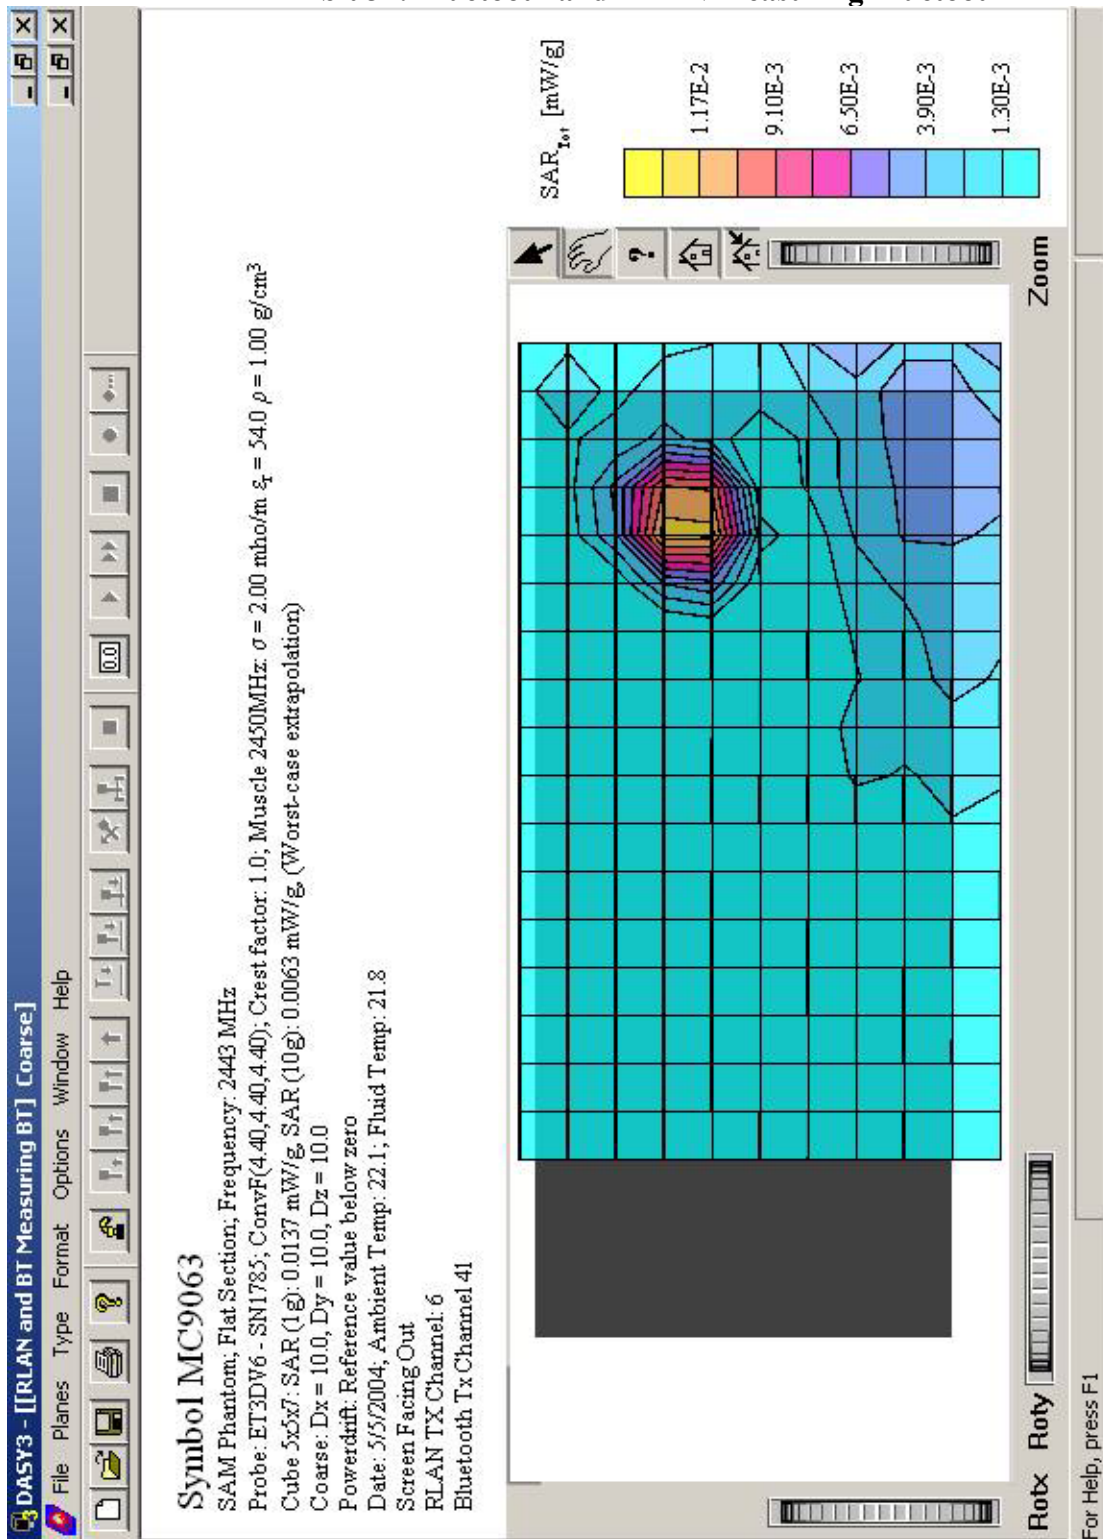 DASY3 - [[RLAN and BT Measuring BT] Coarse]
File Planes Type Format Options Window Help
0.0
Symbol MC9063
SAM Phantom; Flat Section; Frequency: 2443 MHz
Probe: ET3DV6 - SN1785; ConvF(4.40,4.40,4.40); Crest factor: 1.0; Muscle 2450MHz: σ = 2.00 mho/m εr = 54.0 ρ = 1.00 g/cm³
Cube 5x5x7: SAR (1g): 0.0137 mW/g, SAR (10g): 0.0063 mW/g, (Worst-case extrapolation)
Coarse: Dx = 10.0, Dy = 10.0, Dz = 10.0
Powerdrift: Reference value below zero
Date: 5/5/2004; Ambient Temp: 22.1; Fluid Temp: 21.8
Screen Facing Out
RLAN TX Channel: 6
Bluetooth Tx Channel 41
SAR Tot [mW/g]
1.17E-2
9.10E-3
6.50E-3
3.90E-3
1.30E-3
Rotx Roty Zoom
For Help, press F1